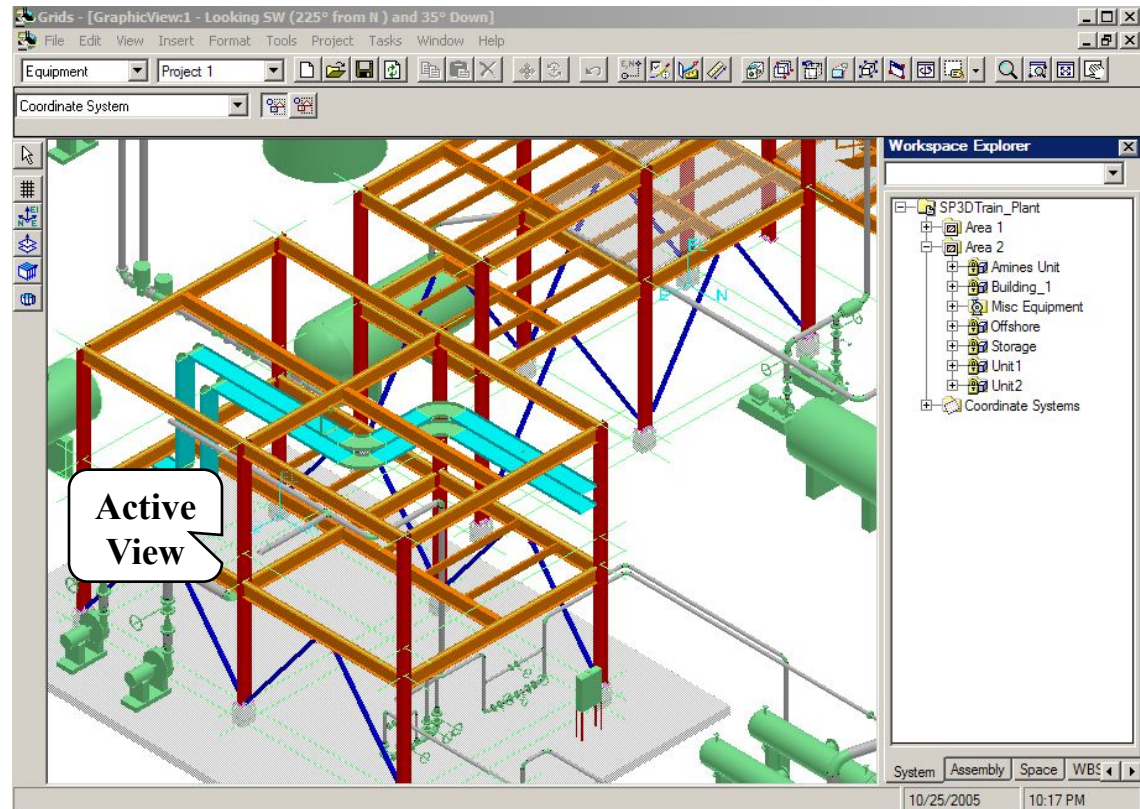 Grids - [GraphicView:1 - Looking SW (225° from N ) and 35° Down]
File Edit View Insert Format Tools Project Tasks Window Help
Equipment Project 1
Coordinate System
Workspace Explorer
SP3DTrain_Plant
Area 1
Area 2
Amines Unit
Building_1
Misc Equipment
Offshore
Storage
Unit1
Unit2
Coordinate Systems
EL
E N
EL
Active
View
System Assembly Space WBS
10/25/2005 10:17 PM